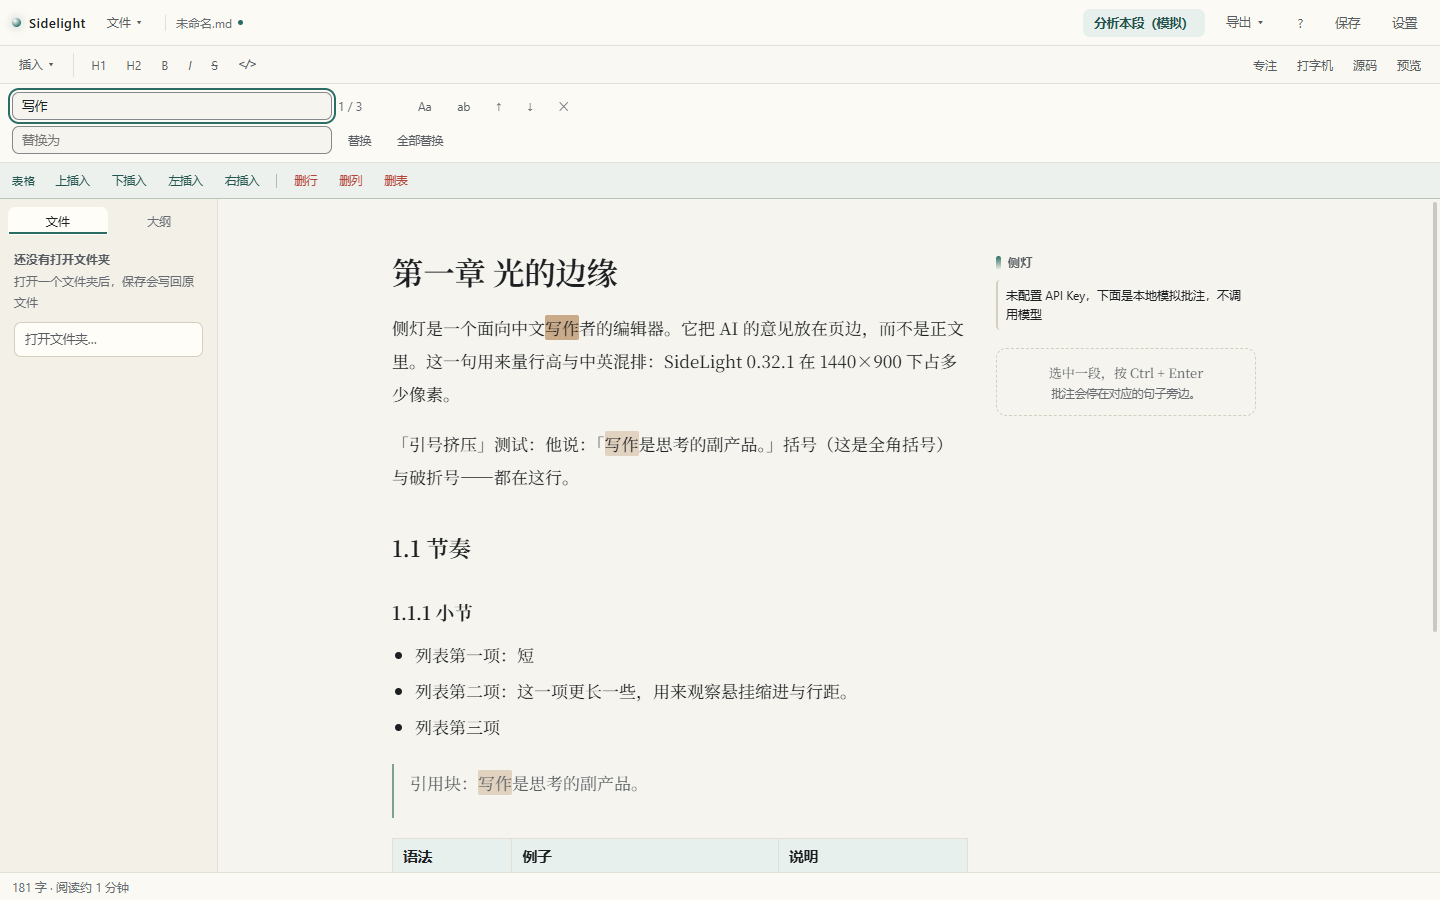 Sidelight 文件 ▾ 未命名.md ● 分析本段（模拟） 导出 ▾ ? 保存 设置
插入 ▾ H1 H2 B I S </> 专注 打字机 源码 预览
写作 1 / 3 Aa ab ↑ ↓ ×
替换为 替换 全部替换
表格 上插入 下插入 左插入 右插入 删行 删列 删表
文件 大纲
还没有打开文件夹
打开一个文件夹后，保存会写回原
文件
打开文件夹...
第一章 光的边缘
侧灯是一个面向中文写作者的编辑器。它把 AI 的意见放在页边，而不是正文
里。这一句用来量行高与中英混排：SideLight 0.32.1 在 1440×900 下占多
少像素。
「引号挤压」测试：他说：「写作是思考的副产品。」括号（这是全角括号）
与破折号——都在这行。
1.1 节奏
1.1.1 小节
• 列表第一项：短
• 列表第二项：这一项更长一些，用来观察悬挂缩进与行距。
• 列表第三项
引用块：写作是思考的副产品。
语法 例子 说明
侧灯
未配置 API Key，下面是本地模拟批注，不调
用模型
选中一段，按 Ctrl + Enter
批注会停在对应的句子旁边。
181 字 · 阅读约 1 分钟